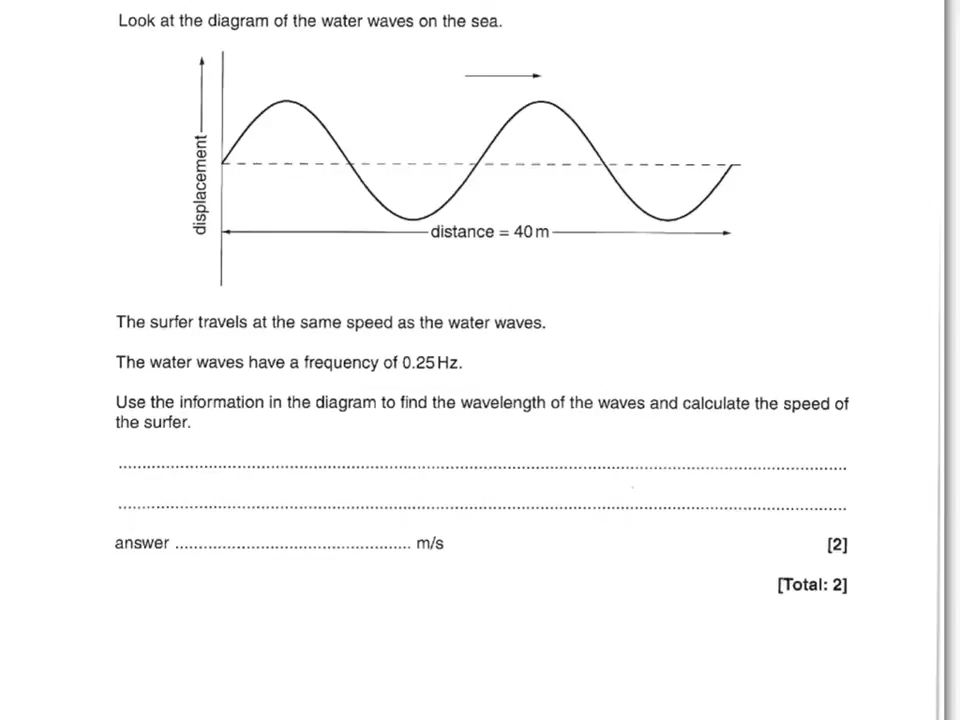 Look at the diagram of the water waves on the sea.
displacement
distance = 40 m
The surfer travels at the same speed as the water waves.
The water waves have a frequency of 0.25 Hz.
Use the information in the diagram to find the wavelength of the waves and calculate the speed of
the surfer.
answer ............................................... m/s [2]
[Total: 2]